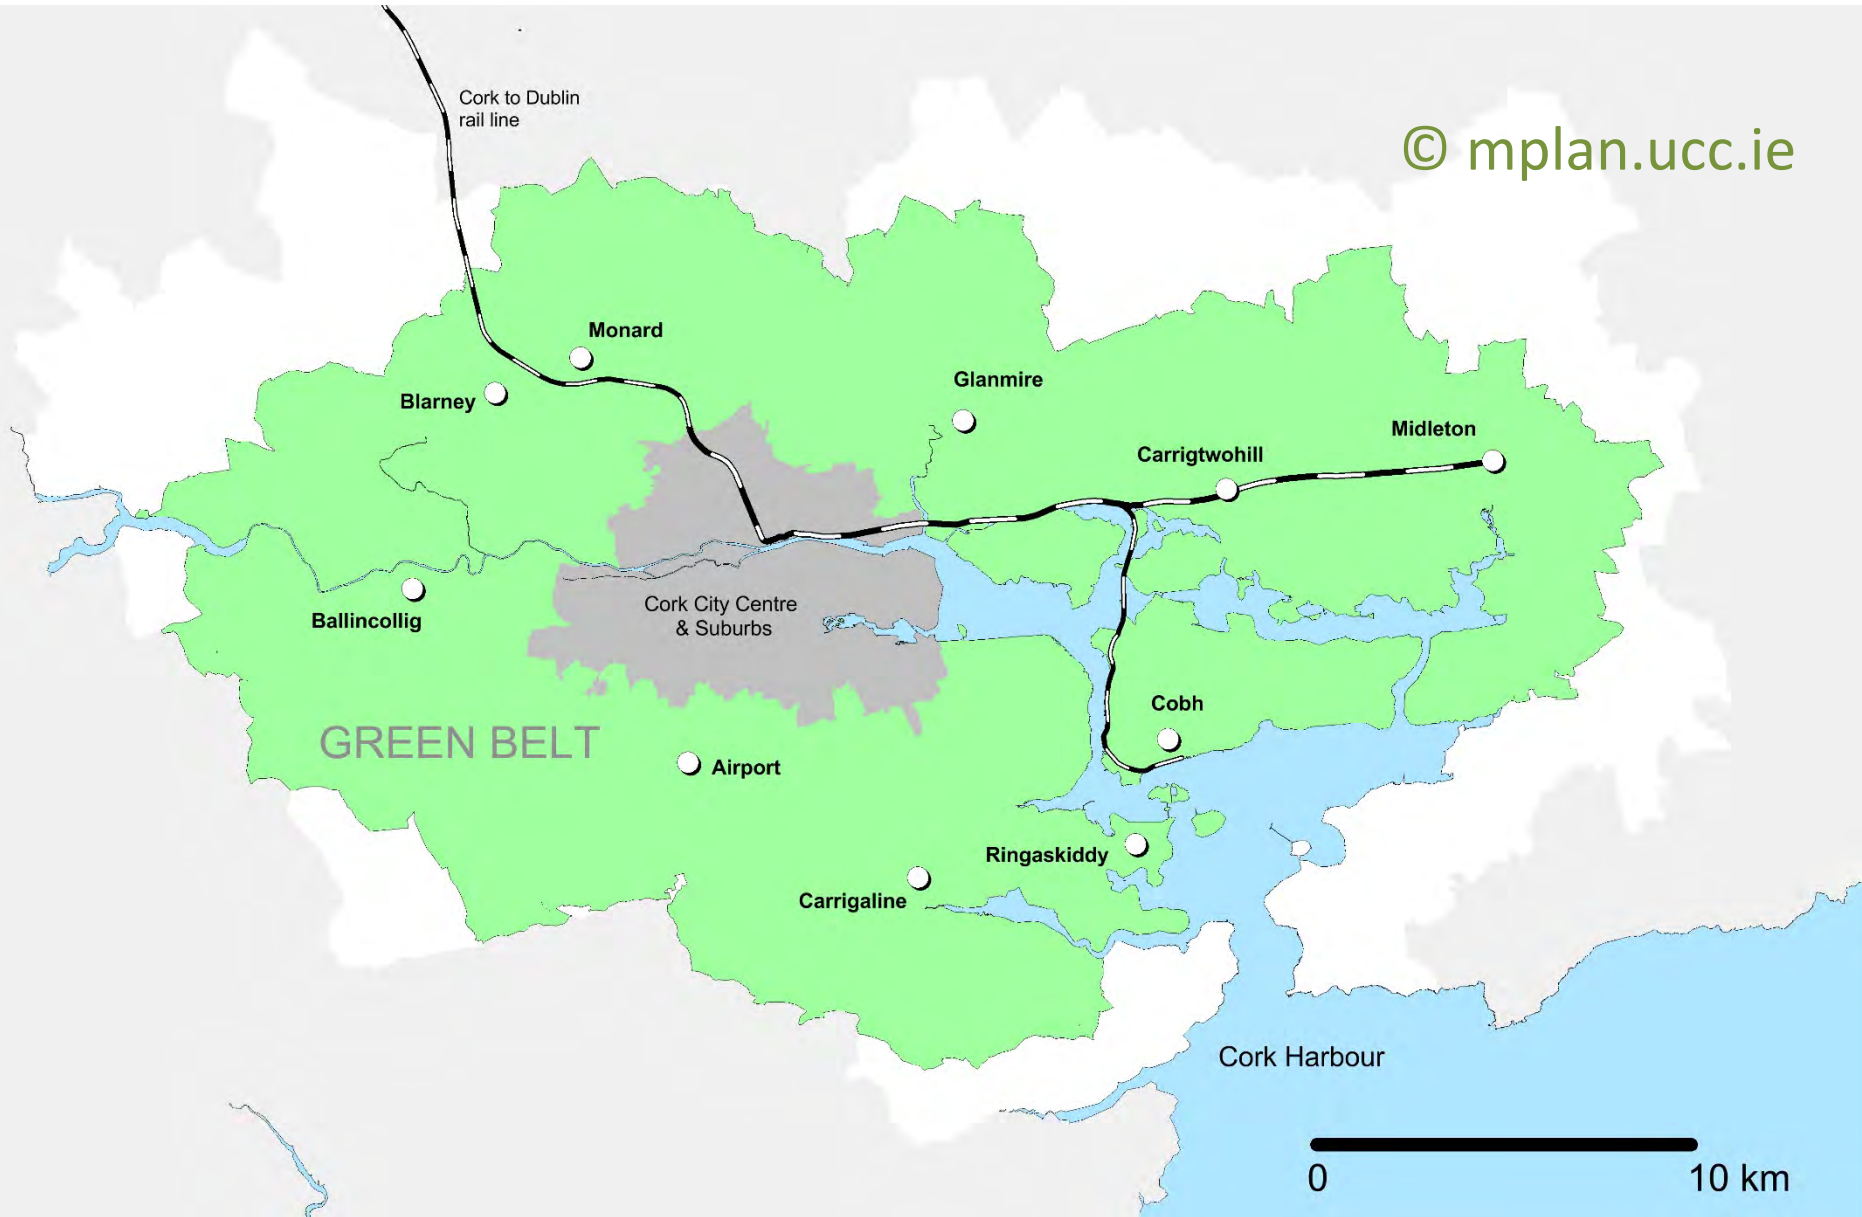 Cork to Dublin
rail line
© mplan.ucc.ie
Monard
Glanmire
Blarney
Midleton
Carrigtwohill
Cork City Centre
& Suburbs
Ballincollig
Cobh
GREEN BELT
Airport
Ringaskiddy
Carrigaline
Cork Harbour
0
10 km